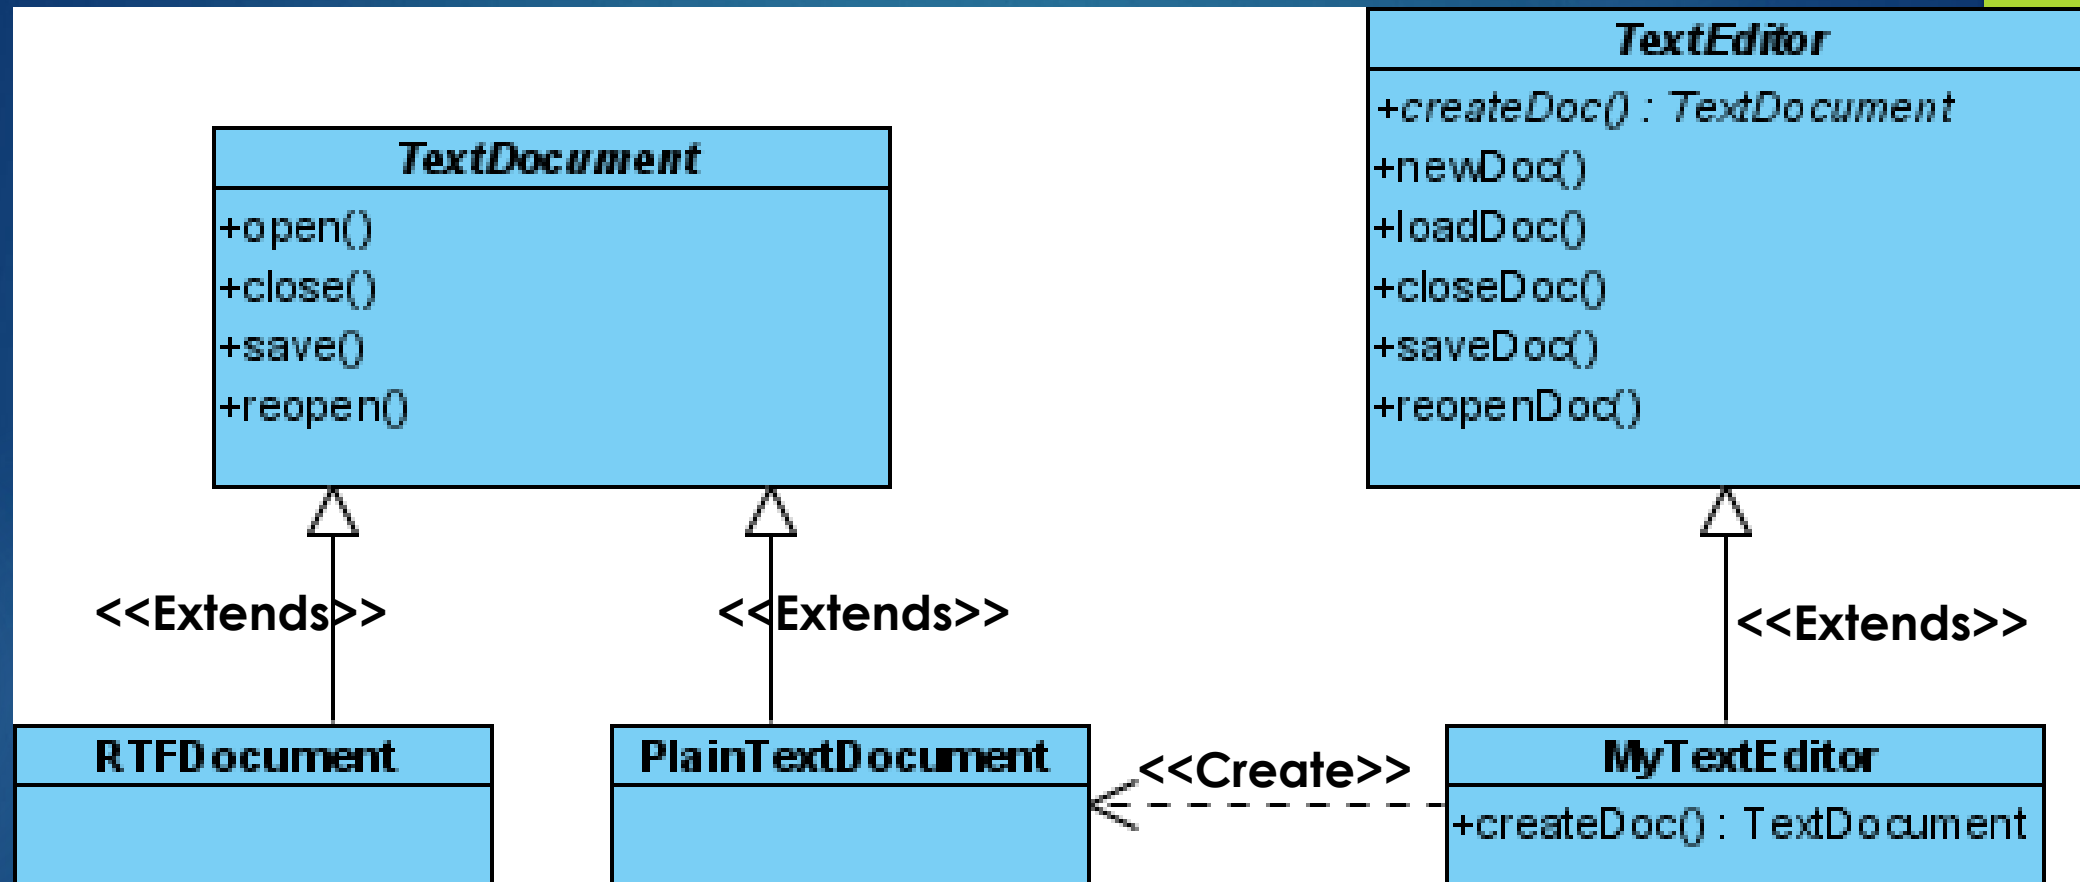 TextDocument
+open()
+close()
+save()
+reopen()
TextEditor
+createDoc() : TextDocument
+newDoc()
+loadDoc()
+closeDoc()
+saveDoc()
+reopenDoc()
<<Extends>>
<<Extends>>
<<Extends>>
RTFDocument
PlainTextDocument
<<Create>>
MyTextEditor
+createDoc() : TextDocument